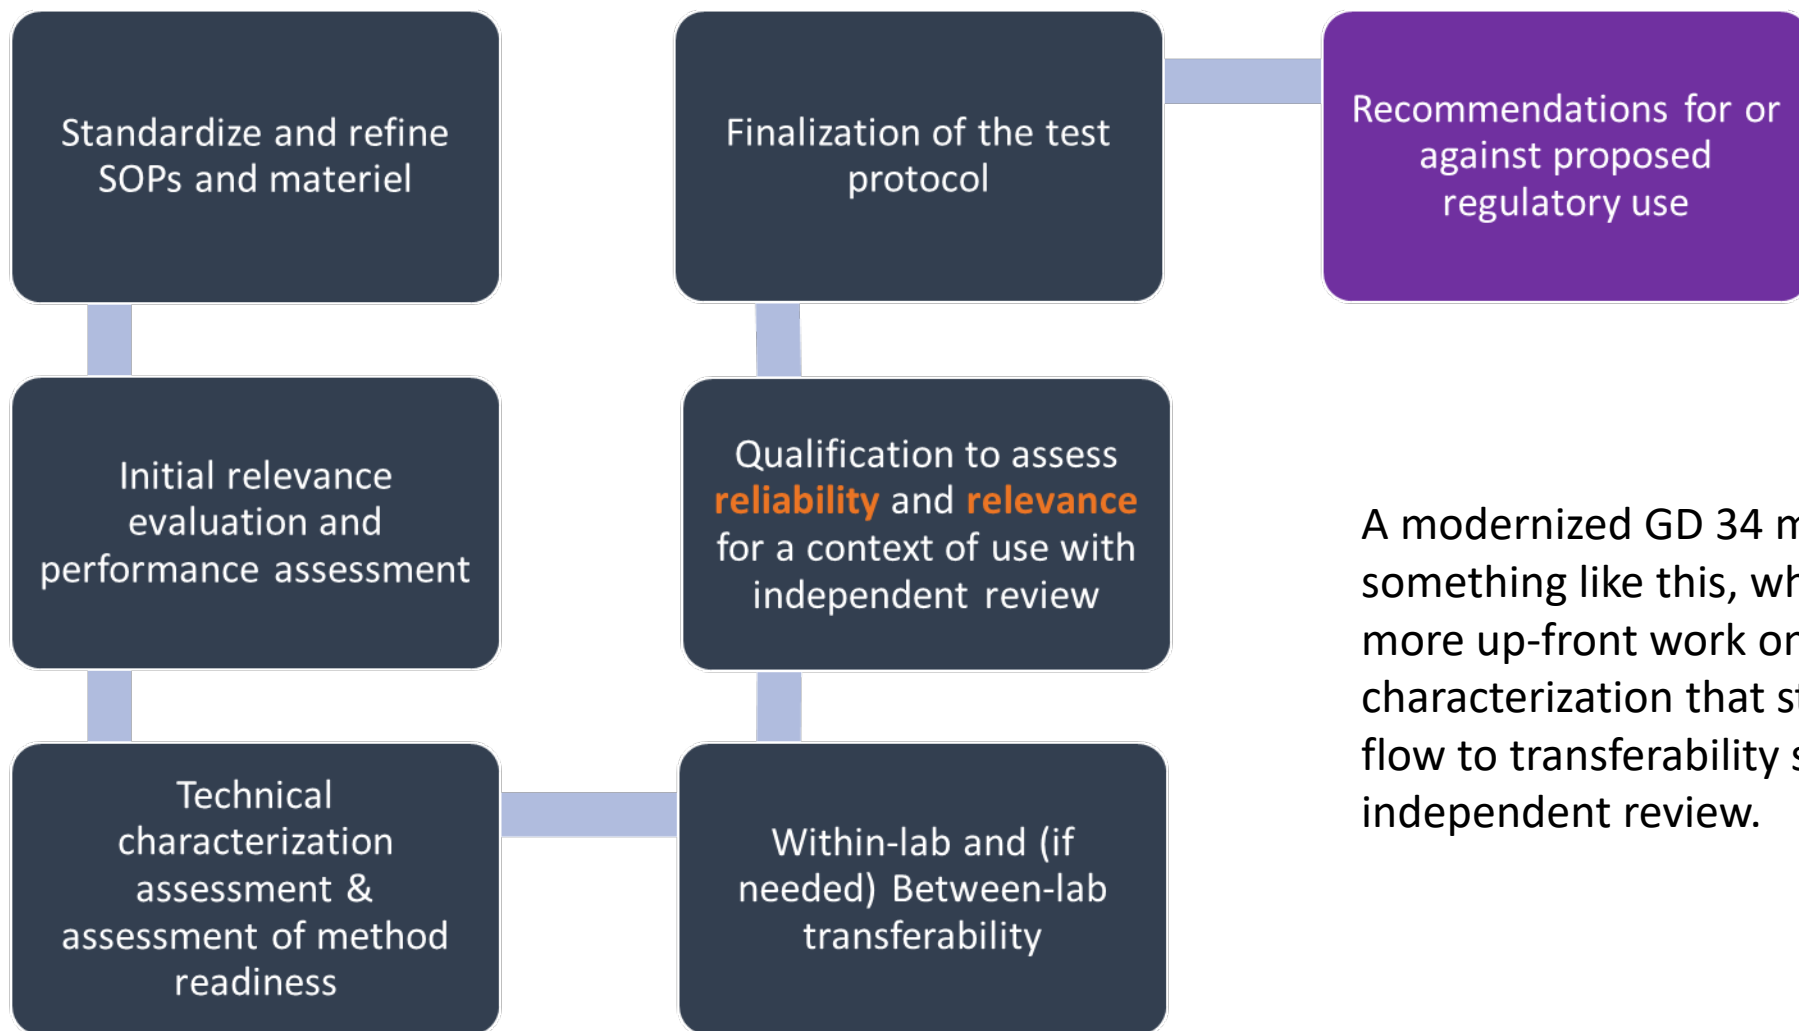 Standardize and refine
SOPs and materiel
Initial relevance
evaluation and
performance assessment
Technical
characterization
assessment &
assessment of method
readiness
Within-lab and (if
needed) Between-lab
transferability
Qualification to assess
reliability and relevance
for a context of use with
independent review
Finalization of the test
protocol
Recommendations for or
against proposed
regulatory use
A modernized GD 34
something like this,
more up-front work
characterization that
flow to transferability
independent review.